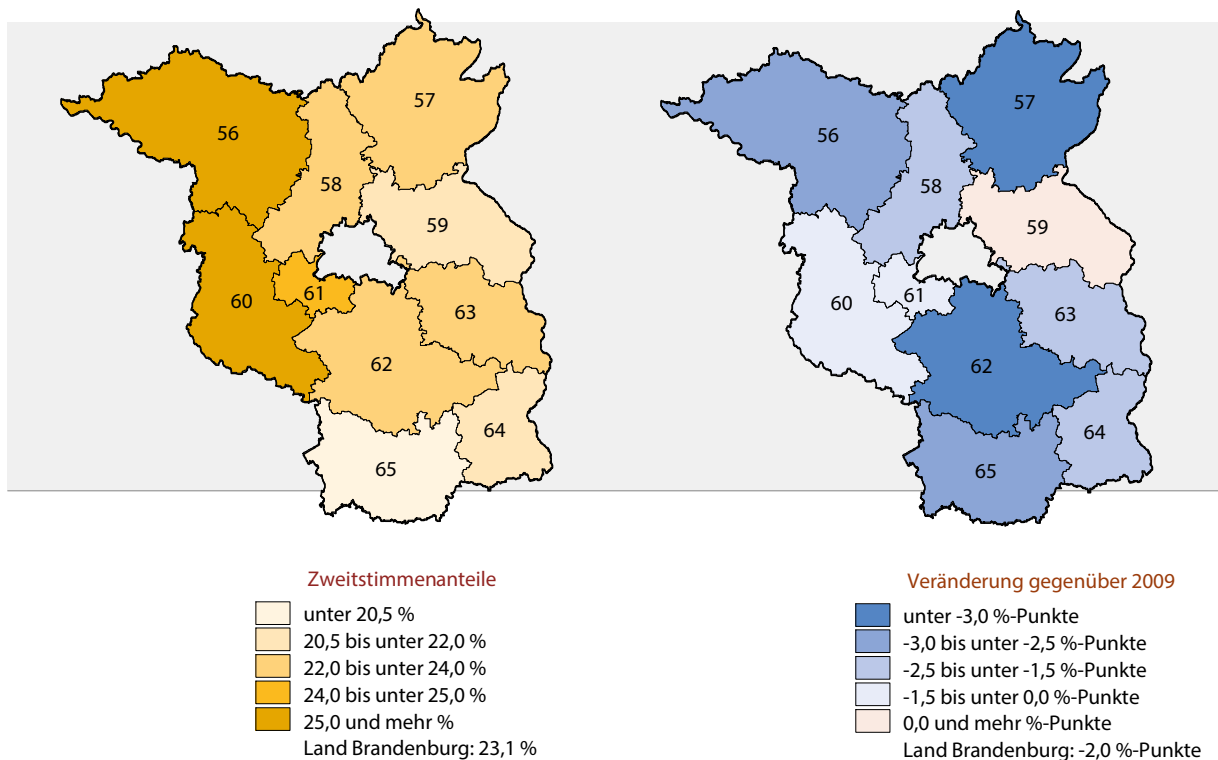 57
56
58
59
60
61
63
62
64
65
57
56
58
59
60
61
63
62
64
65
Zweitstimmenanteile
unter 20,5 %
20,5 bis unter 22,0 %
22,0 bis unter 24,0 %
24,0 bis unter 25,0 %
25,0 und mehr %
Land Brandenburg: 23,1 %
Veränderung gegenüber 2009
unter -3,0 %-Punkte
-3,0 bis unter -2,5 %-Punkte
-2,5 bis unter -1,5 %-Punkte
-1,5 bis unter 0,0 %-Punkte
0,0 und mehr %-Punkte
Land Brandenburg: -2,0 %-Punkte